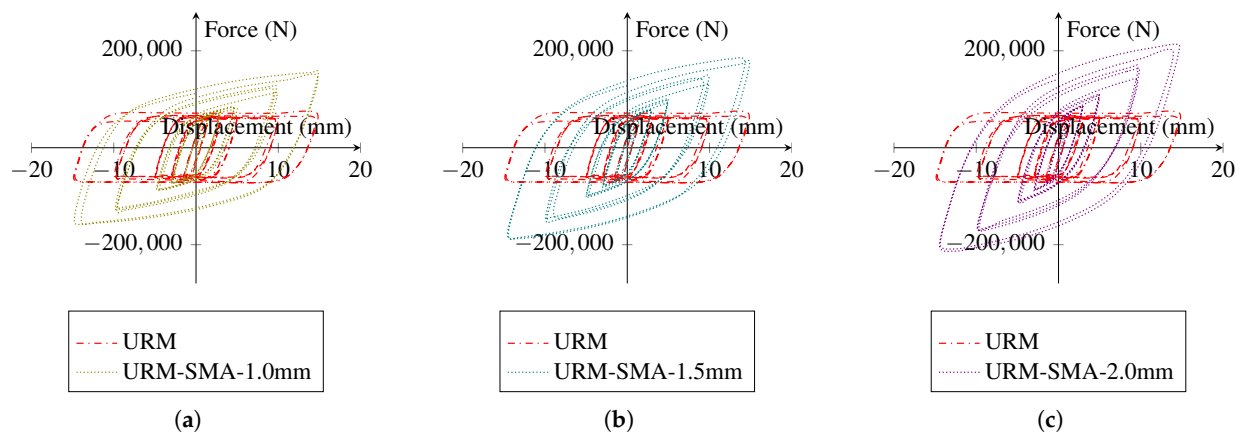 Force (N)
200,000
Displacement (mm)
−20
−10
10
20
−200,000
URM
URM-SMA-1.0mm
(a)
Force (N)
200,000
Displacement (mm)
−20
−10
10
20
−200,000
URM
URM-SMA-1.5mm
(b)
Force (N)
200,000
Displacement (mm)
−20
−10
10
20
−200,000
URM
URM-SMA-2.0mm
(c)